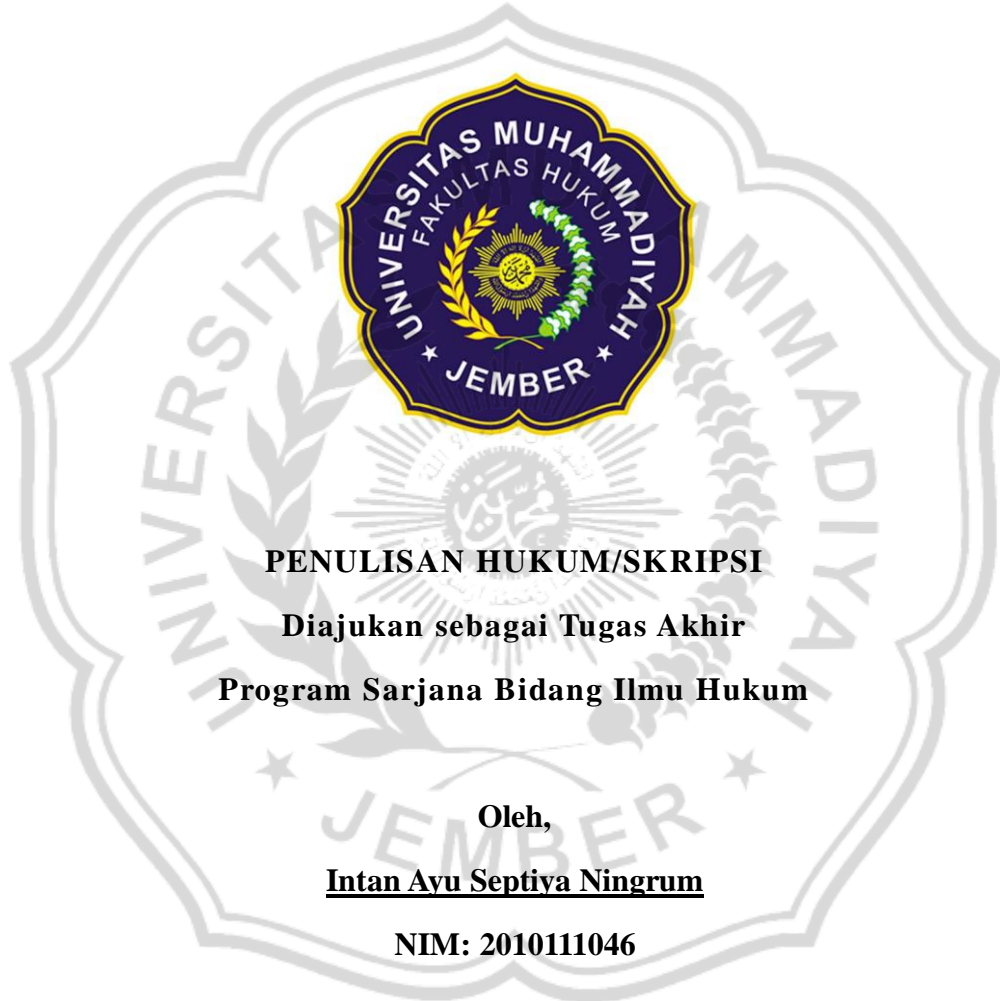 UNIVERSITAS MUHAMMADIYAH
FAKULTAS HUKUM
★ JEMBER ★
PENULISAN HUKUM/SKRIPSI
Diajukan sebagai Tugas Akhir
Program Sarjana Bidang Ilmu Hukum
Oleh,
Intan Ayu Septiya Ningrum
NIM: 2010111046